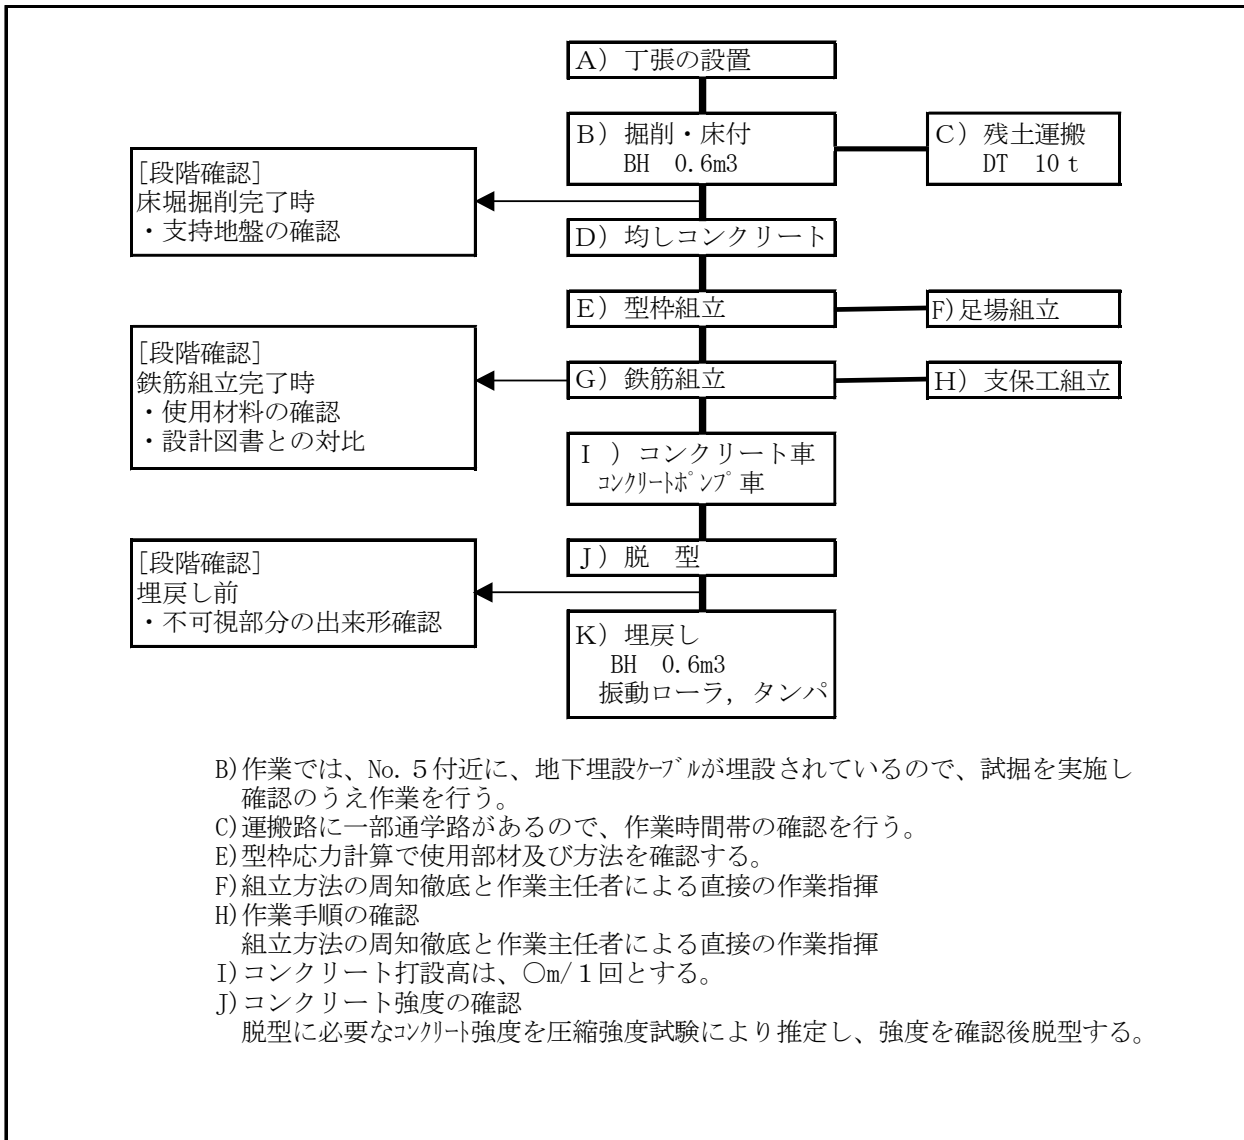 A) 丁張の設置
B) 掘削・床付
BH 0.6m3
C) 残土運搬
DT 10t
[段階確認]
床堀掘削完了時
・支持地盤の確認
D) 均しコンクリート
E) 型枠組立
F)足場組立
[段階確認]
鉄筋組立完了時
・使用材料の確認
・設計図書との対比
G) 鉄筋組立
H) 支保工組立
I ) コンクリート車
コンクリートポンプ車
[段階確認]
埋戻し前
・不可視部分の出来形確認
J) 脱 型
K) 埋戻し
BH 0.6m3
振動ローラ, タンパ
B)作業では、No.5付近に、地下埋設ケーブルが埋設されているので、試掘を実施し
確認のうえ作業を行う。
C)運搬路に一部通学路があるので、作業時間帯の確認を行う。
E)型枠応力計算で使用部材及び方法を確認する。
F)組立方法の周知徹底と作業主任者による直接の作業指揮
H)作業手順の確認
組立方法の周知徹底と作業主任者による直接の作業指揮
I)コンクリート打設高は、○m/1回とする。
J)コンクリート強度の確認
脱型に必要なコンクリート強度を圧縮強度試験により推定し、強度を確認後脱型する。